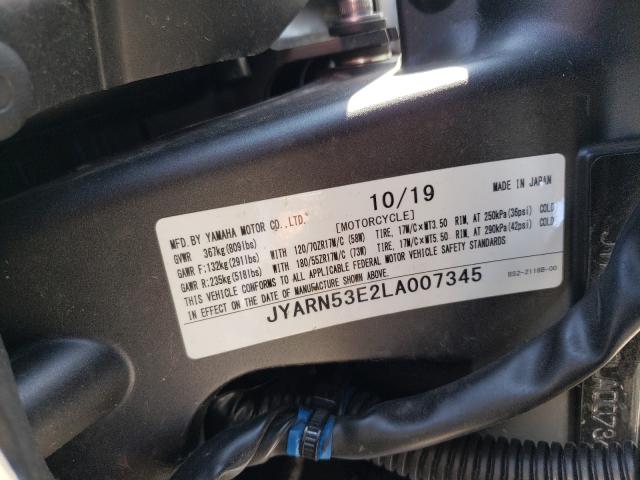 10/19 MADE IN JAPAN
MFD. BY YAMAHA MOTOR CO., LTD. [MOTORCYCLE]
GVWR 367kg(809lbs)
GAWR F:132kg(291lbs) WITH 120/70ZR17M/C (58W) TIRE, 17M/C×MT3.50 RIM, AT 250kPa(36psi) COLD
GAWR R:235kg(518lbs) WITH 180/55ZR17M/C (73W) TIRE, 17M/C×MT5.50 RIM, AT 290kPa(42psi) COLD
THIS VEHICLE CONFORMS TO ALL APPLICABLE FEDERAL MOTOR VEHICLE SAFETY STANDARDS
IN EFFECT ON THE DATE OF MANUFACTURE SHOWN ABOVE.
JYARN53E2LA007345 BS2-2118B-00